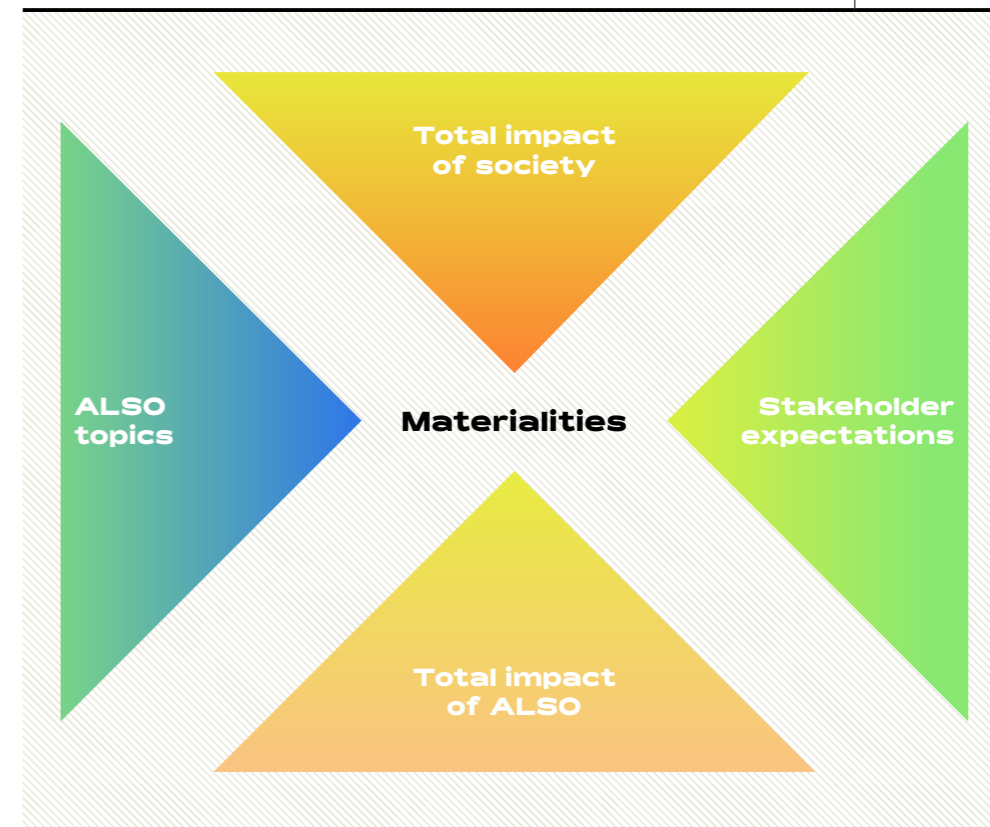 Total impact
of society
ALSO
topics
Materialities
Stakeholder
expectations
Total impact
of ALSO